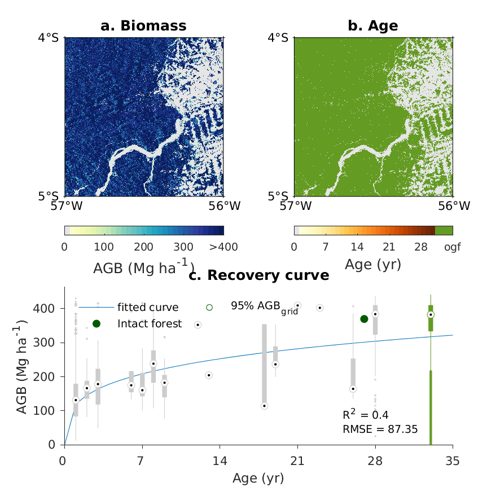 a. Biomass
b. Age
4°S
5°S
57°W 56°W
4°S
5°S
57°W 56°W
0 100 200 300 >400
AGB (Mg ha⁻¹)
0 7 14 21 28 ogf
Age (yr)
c. Recovery curve
fitted curve
95% AGB_grid
Intact forest
AGB (Mg ha⁻¹)
400
300
200
100
0
R² = 0.4
RMSE = 87.35
0 7 14 21 28 35
Age (yr)